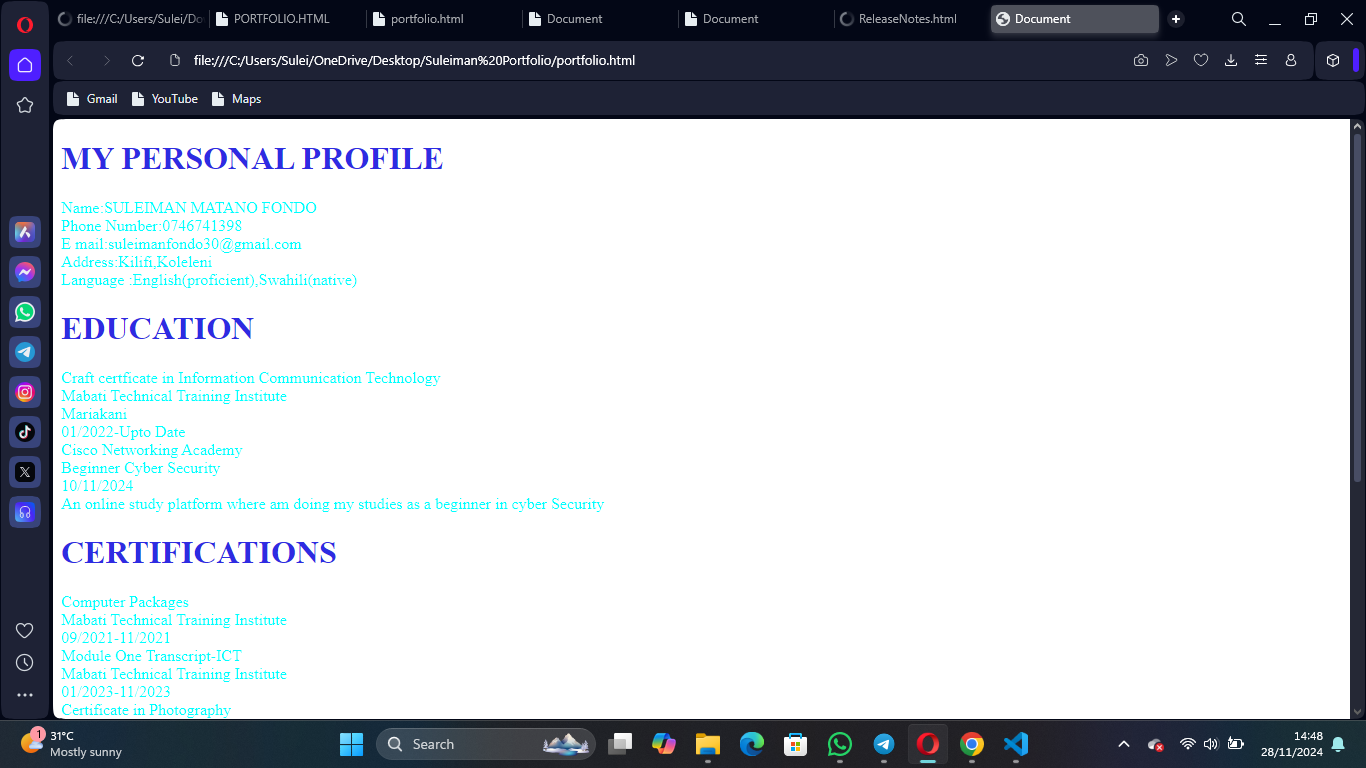 file:///C:/Users/Sulei/Do
PORTFOLIO.HTML
portfolio.html
Document
Document
ReleaseNotes.html
Document
file:///C:/Users/Sulei/OneDrive/Desktop/Suleiman%20Portfolio/portfolio.html
Gmail
YouTube
Maps
MY PERSONAL PROFILE
Name:SULEIMAN MATANO FONDO
Phone Number:0746741398
E mail:suleimanfondo30@gmail.com
Address:Kilifi,Koleleni
Language :English(proficient),Swahili(native)
EDUCATION
Craft certficate in Information Communication Technology
Mabati Technical Training Institute
Mariakani
01/2022-Upto Date
Cisco Networking Academy
Beginner Cyber Security
10/11/2024
An online study platform where am doing my studies as a beginner in cyber Security
CERTIFICATIONS
Computer Packages
Mabati Technical Training Institute
09/2021-11/2021
Module One Transcript-ICT
Mabati Technical Training Institute
01/2023-11/2023
Certificate in Photography
1
31°C
Mostly sunny
Search
14:48
28/11/2024